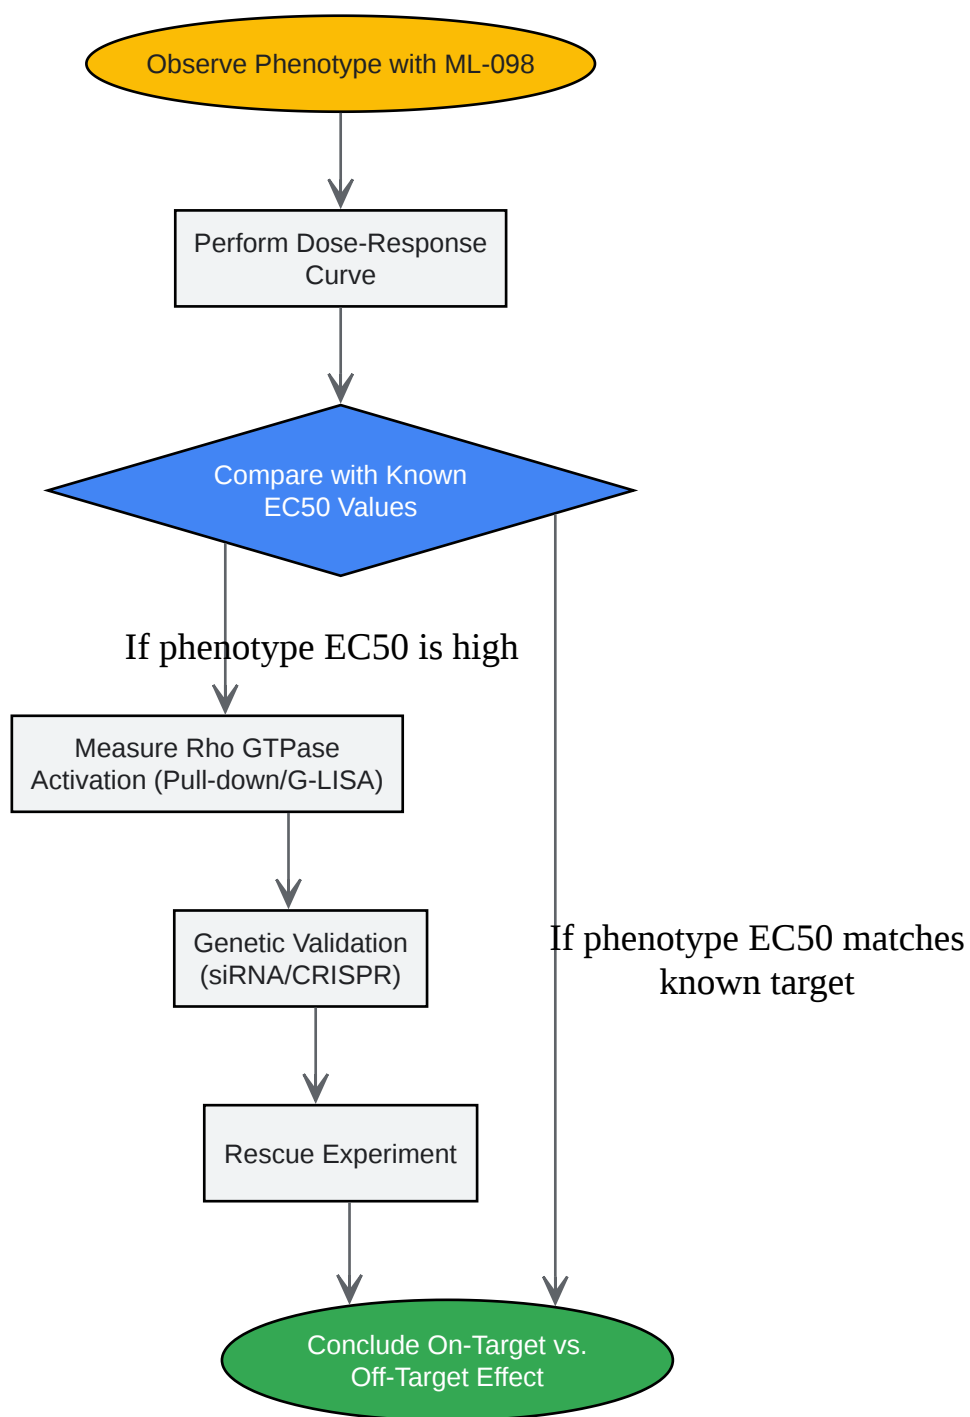 Observe Phenotype with ML-098
Perform Dose-Response
Curve
Compare with Known
EC50 Values
If phenotype EC50 is high
Measure Rho GTPase
Activation (Pull-down/G-LISA)
Genetic Validation
(siRNA/CRISPR)
If phenotype EC50 matches
known target
Rescue Experiment
Conclude On-Target vs.
Off-Target Effect